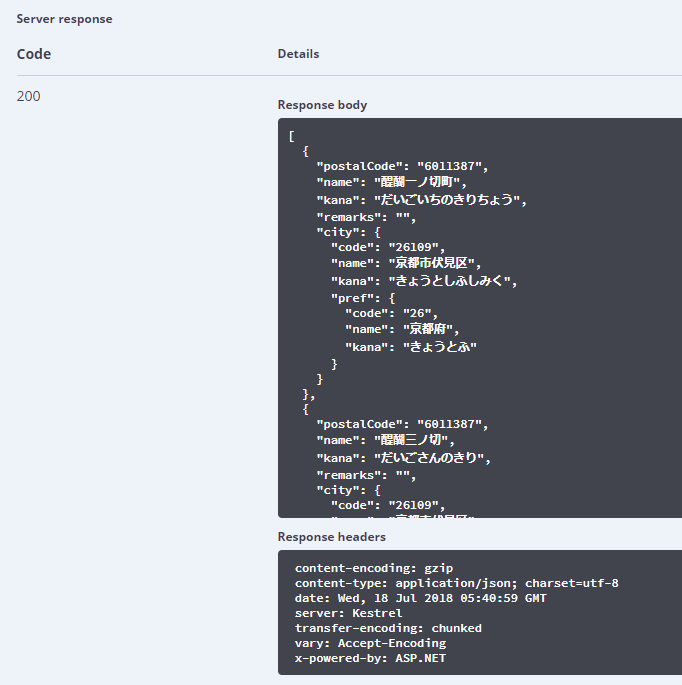 Server response
Code Details
200
Response body
[
{
"postalCode": "6011387",
"name": "醍醐一ノ切町",
"kana": "だいごいちのきりちょう",
"remarks": "",
"city": {
"code": "26109",
"name": "京都市伏見区",
"kana": "きょうとしふしみく",
"pref": {
"code": "26",
"name": "京都府",
"kana": "きょうとふ"
}
}
},
{
"postalCode": "6011387",
"name": "醍醐三ノ切",
"kana": "だいごさんのきり",
"remarks": "",
"city": {
"code": "26109",
Response headers
content-encoding: gzip
content-type: application/json; charset=utf-8
date: Wed, 18 Jul 2018 05:40:59 GMT
server: Kestrel
transfer-encoding: chunked
vary: Accept-Encoding
x-powered-by: ASP.NET